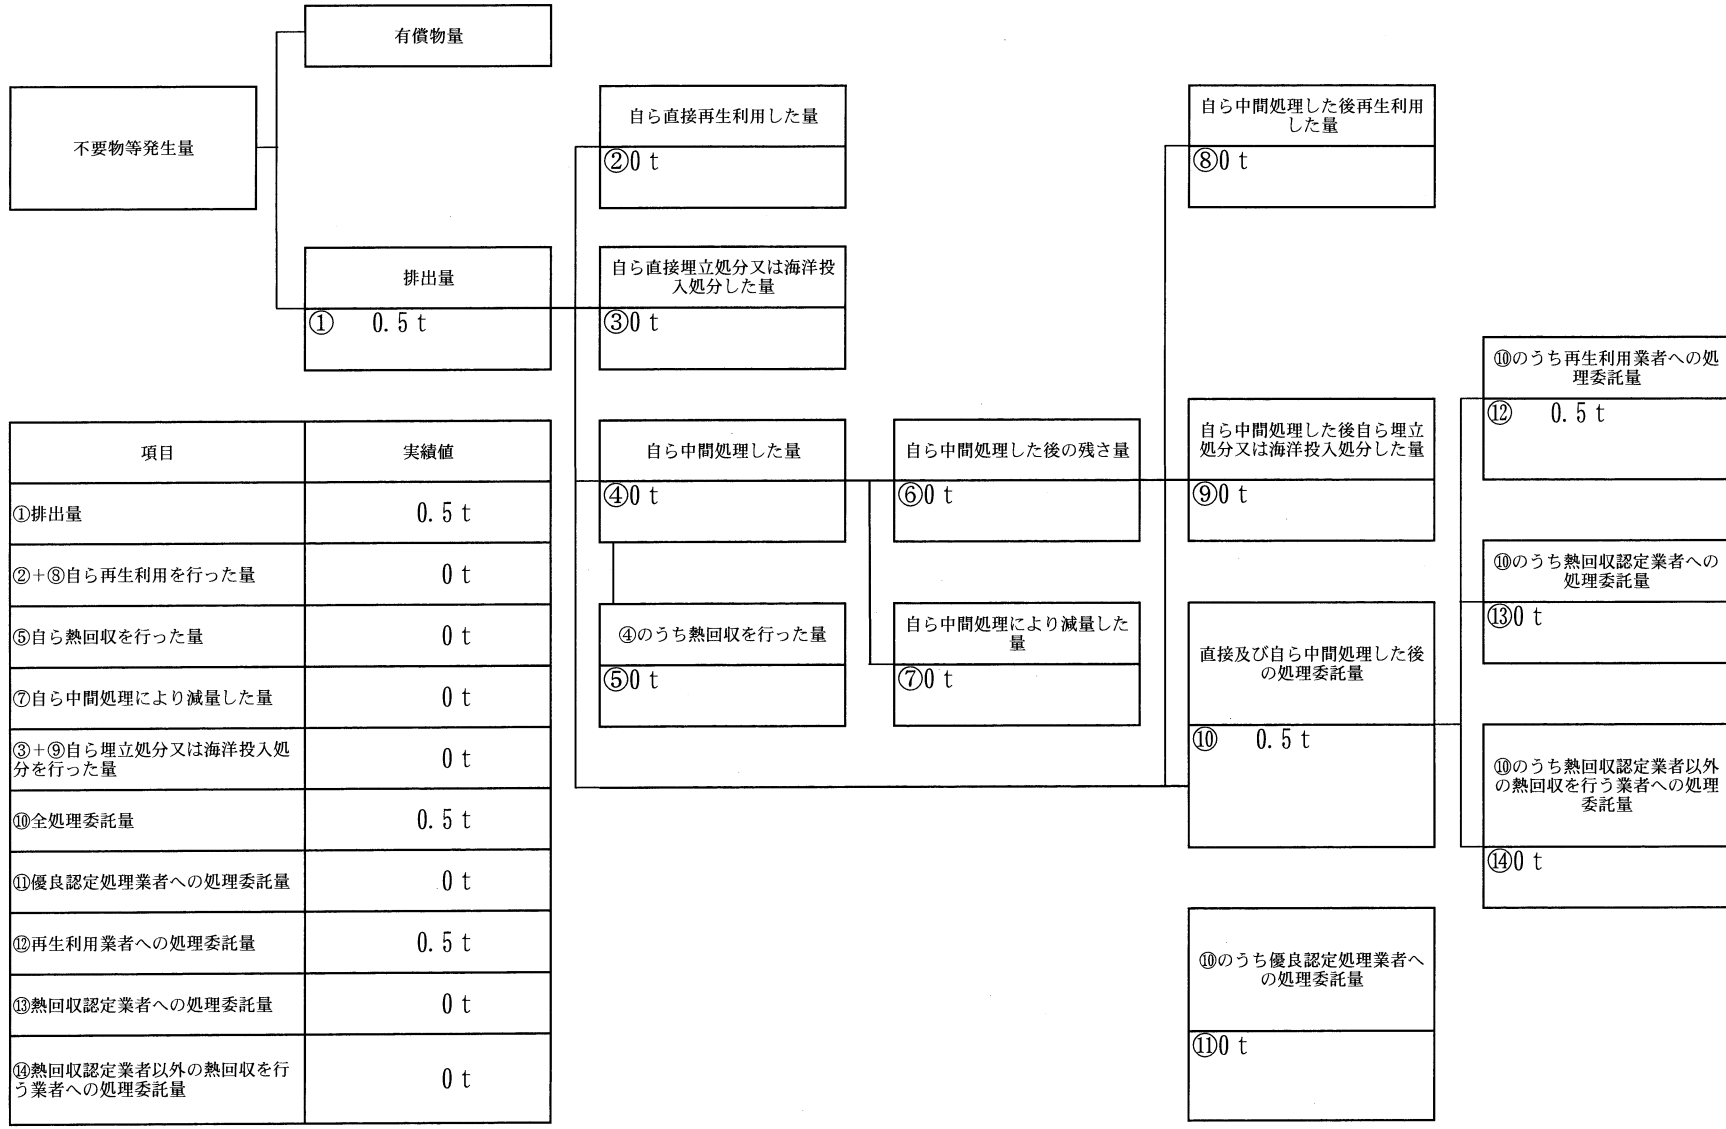 有償物量
不要物等発生量
排出量
① 0.5 t
自ら直接再生利用した量
②0 t
自ら直接埋立処分又は海洋投
入処分した量
③0 t
自ら中間処理した量
④0 t
④のうち熱回収を行った量
⑤0 t
自ら中間処理した後の残さ量
⑥0 t
自ら中間処理により減量した
量
⑦0 t
自ら中間処理した後再生利用
した量
⑧0 t
自ら中間処理した後自ら埋立
処分又は海洋投入処分した量
⑨0 t
直接及び自ら中間処理した後
の処理委託量
⑩ 0.5 t
⑩のうち優良認定処理業者へ
の処理委託量
⑪0 t
⑩のうち再生利用業者への処
理委託量
⑫ 0.5 t
⑩のうち熱回収認定業者への
処理委託量
⑬0 t
⑩のうち熱回収認定業者以外
の熱回収を行う業者への処理
委託量
⑭0 t
項目 実績値
①排出量 0.5 t
②+⑧自ら再生利用を行った量 0 t
⑤自ら熱回収を行った量 0 t
⑦自ら中間処理により減量した量 0 t
③+⑨自ら埋立処分又は海洋投入処
分を行った量 0 t
⑩全処理委託量 0.5 t
⑪優良認定処理業者への処理委託量 0 t
⑫再生利用業者への処理委託量 0.5 t
⑬熱回収認定業者への処理委託量 0 t
⑭熱回収認定業者以外の熱回収を行
う業者への処理委託量 0 t